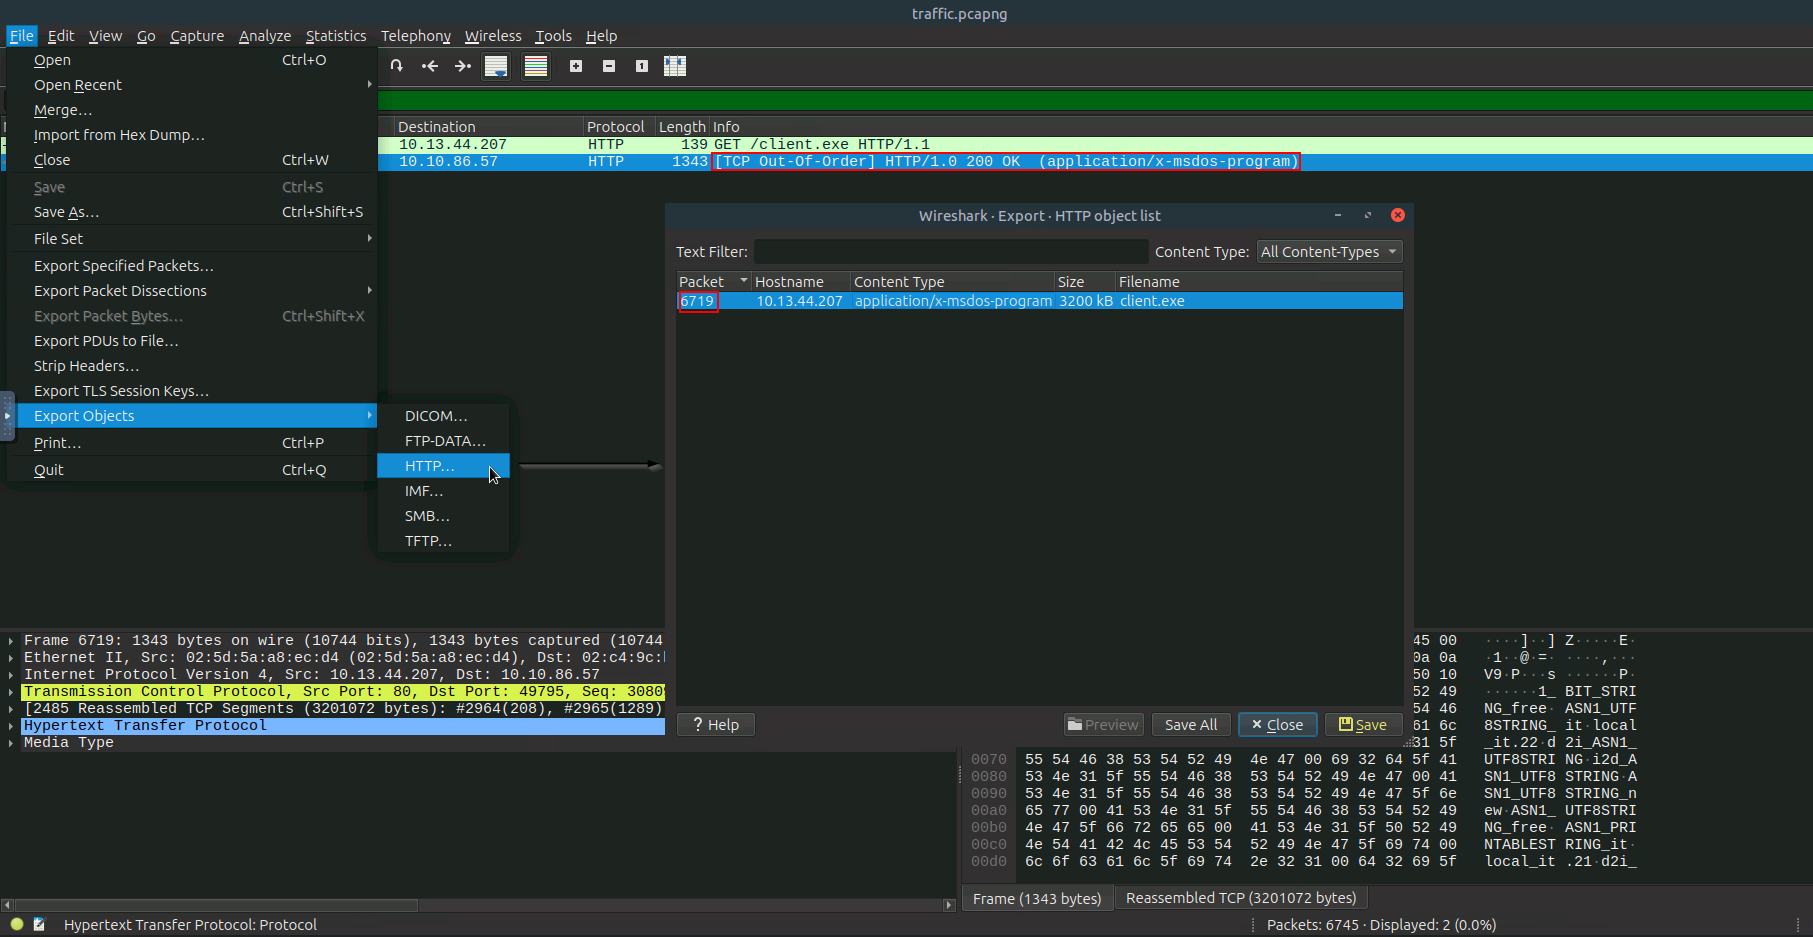 traffic.pcapng
File Edit View Go Capture Analyze Statistics Telephony Wireless Tools Help
Open Ctrl+O
Open Recent
Merge…
Import from Hex Dump…
Close Ctrl+W
Save Ctrl+S
Save As… Ctrl+Shift+S
File Set
Export Specified Packets…
Export Packet Dissections
Export Packet Bytes… Ctrl+Shift+X
Export PDUs to File…
Strip Headers…
Export TLS Session Keys…
Export Objects
Print… Ctrl+P
Quit Ctrl+Q
DICOM…
FTP-DATA…
HTTP…
IMF…
SMB…
TFTP…
Destination Protocol Length Info
10.13.44.207 HTTP 139 GET /client.exe HTTP/1.1
10.10.86.57 HTTP 1343 [TCP Out-Of-Order] HTTP/1.0 200 OK  (application/x-msdos-program)
Wireshark · Export · HTTP object list
Text Filter: Content Type: All Content-Types
Packet Hostname Content Type Size Filename
6719 10.13.44.207 application/x-msdos-program 3200 kB client.exe
? Help Preview Save All Close Save
Frame 6719: 1343 bytes on wire (10744 bits), 1343 bytes captured (10744
Ethernet II, Src: 02:5d:5a:a8:ec:d4 (02:5d:5a:a8:ec:d4), Dst: 02:c4:9c:
Internet Protocol Version 4, Src: 10.13.44.207, Dst: 10.10.86.57
Transmission Control Protocol, Src Port: 80, Dst Port: 49795, Seq: 3080
[2485 Reassembled TCP Segments (3201072 bytes): #2964(208), #2965(1289)
Hypertext Transfer Protocol
Media Type
45 00 ····]··] Z·····E·
0a 0a ·1··@·=· ····,···
50 10 V9·P···s ······P·
52 49 ······1_ BIT_STRI
54 46 NG_free· ASN1_UTF
61 6c 8STRING_ it·local
31 5f _it.22·d 2i_ASN1_
0070 55 54 46 38 53 54 52 49 4e 47 00 69 32 64 5f 41 UTF8STRI NG·i2d_A
0080 53 4e 31 5f 55 54 46 38 53 54 52 49 4e 47 00 41 SN1_UTF8 STRING·A
0090 53 4e 31 5f 55 54 46 38 53 54 52 49 4e 47 5f 6e SN1_UTF8 STRING_n
00a0 65 77 00 41 53 4e 31 5f 55 54 46 38 53 54 52 49 ew·ASN1_ UTF8STRI
00b0 4e 47 5f 66 72 65 65 00 41 53 4e 31 5f 50 52 49 NG_free· ASN1_PRI
00c0 4e 54 41 42 4c 45 53 54 52 49 4e 47 5f 69 74 00 NTABLEST RING_it·
00d0 6c 6f 63 61 6c 5f 69 74 2e 32 31 00 64 32 69 5f local_it .21·d2i_
Frame (1343 bytes) Reassembled TCP (3201072 bytes)
Hypertext Transfer Protocol: Protocol Packets: 6745 · Displayed: 2 (0.0%)